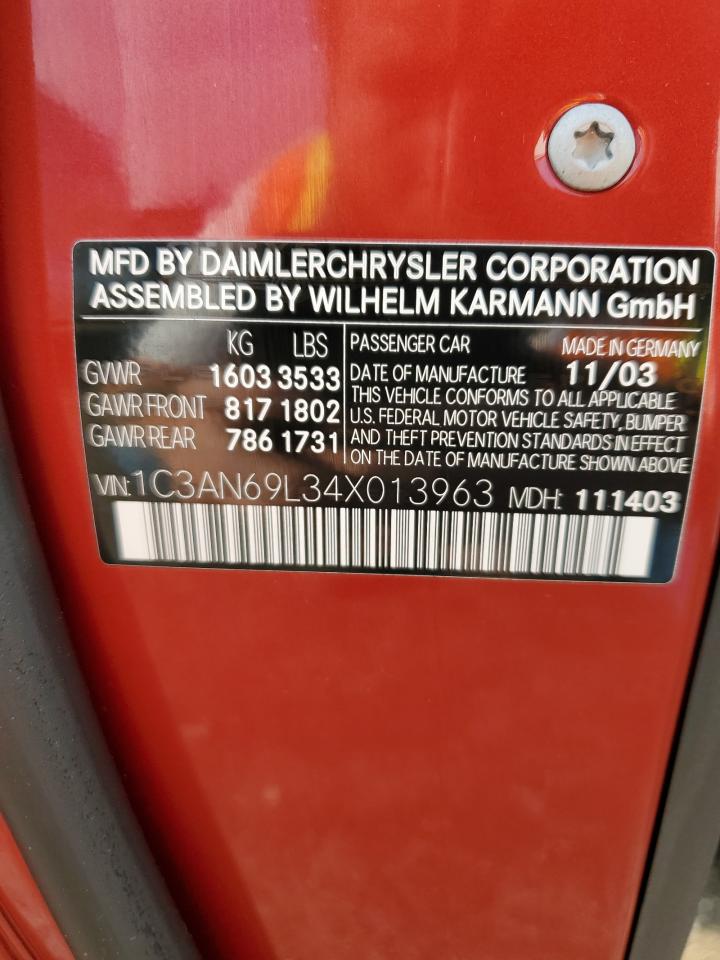 MFD BY DAIMLERCHRYSLER CORPORATION
ASSEMBLED BY WILHELM KARMANN GmbH
KG LBS
GVWR 1603 3533
GAWR FRONT 817 1802
GAWR REAR 786 1731
PASSENGER CAR MADE IN GERMANY
DATE OF MANUFACTURE 11/03
THIS VEHICLE CONFORMS TO ALL APPLICABLE
U.S. FEDERAL MOTOR VEHICLE SAFETY, BUMPER
AND THEFT PREVENTION STANDARDS IN EFFECT
ON THE DATE OF MANUFACTURE SHOWN ABOVE
VIN: 1C3AN69L34X013963 MDH: 111403